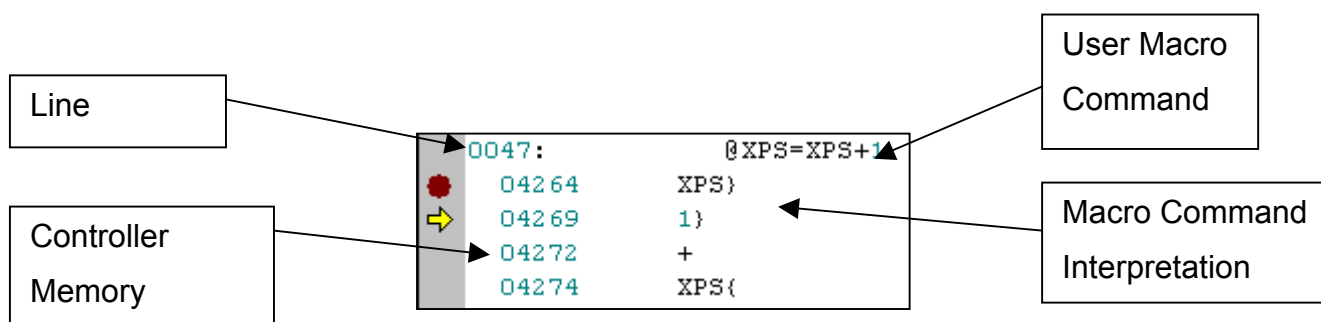 User Macro
Command
Line
0047: @XPS=XPS+1
04264 XPS}
04269 1}
04272 +
04274 XPS{
Controller
Memory
Macro Command
Interpretation